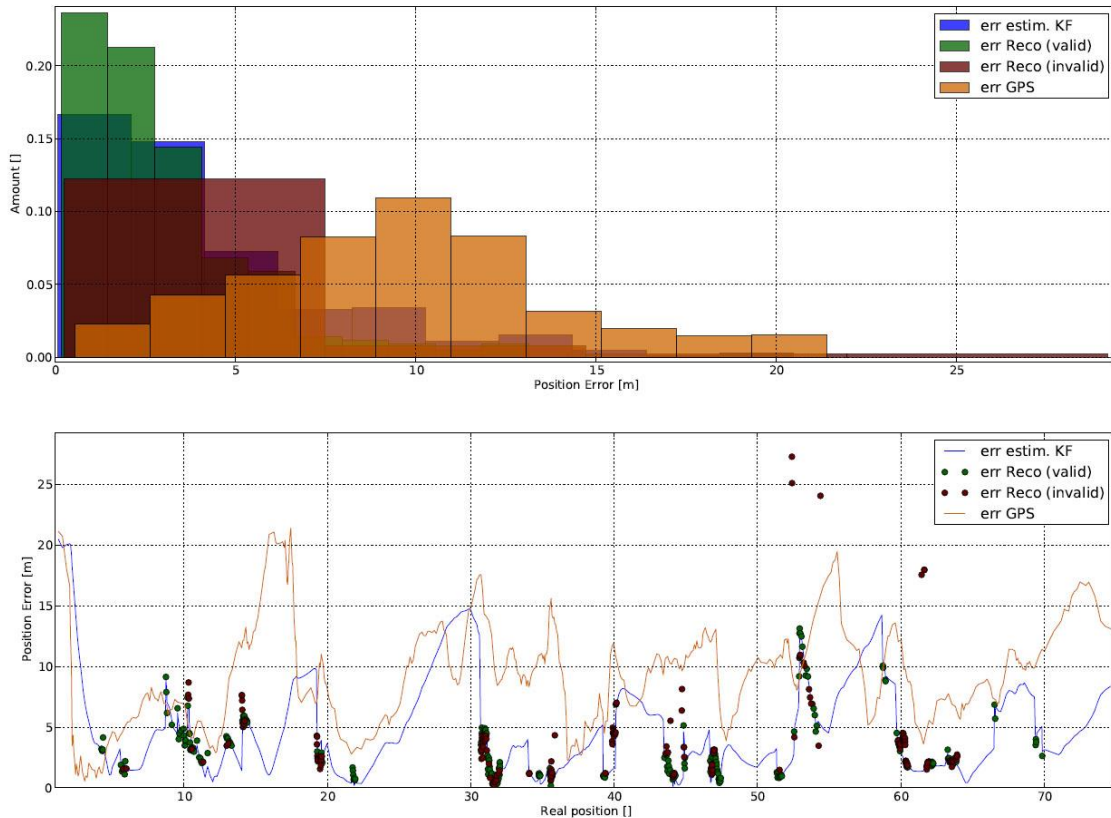 err estim. KF
err Reco (valid)
err Reco (invalid)
err GPS
0.20
0.15
0.10
0.05
0.00
Amount []
0 5 10 15 20 25
Position Error [m]
err estim. KF
err Reco (valid)
err Reco (invalid)
err GPS
25
20
15
10
5
0
Position Error [m]
10 20 30 40 50 60 70
Real position []